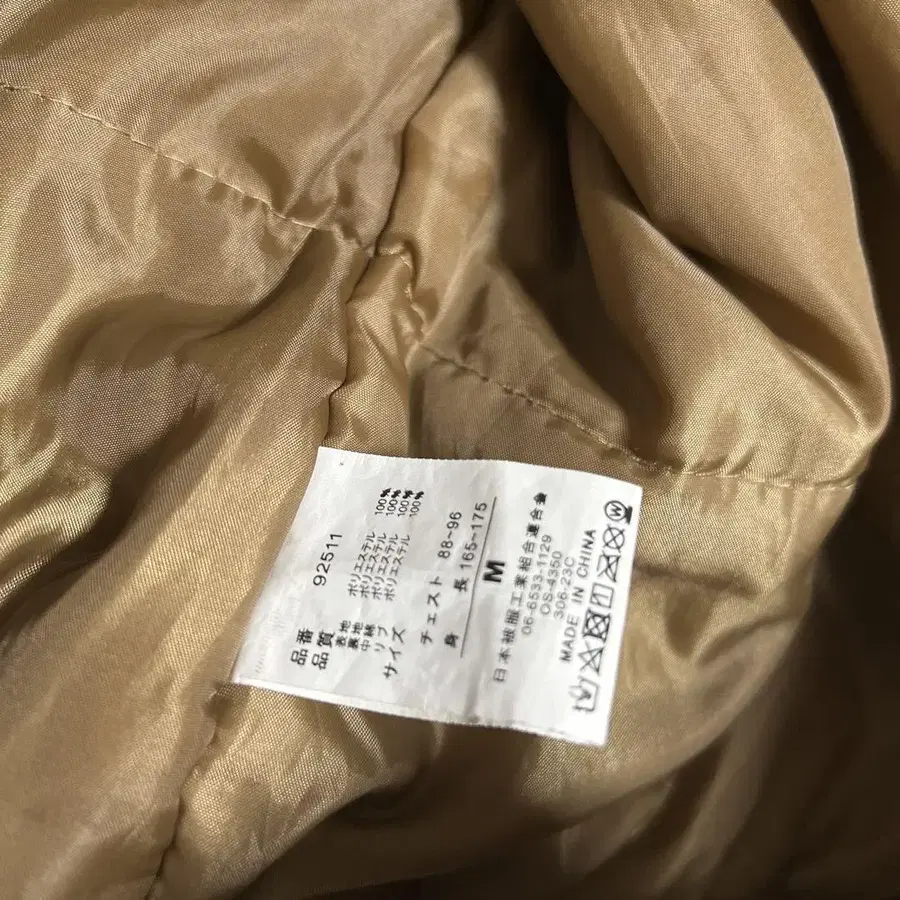 品番 92511
品質
表地 ポリエステル 100%
裏地 ポリエステル 100%
中綿 ポリエステル 100%
リブ ポリエステル 100%
サイズ
チェスト 88~96
身 長 165~175
M
日本被服工業組合連合會
06-6533-1129
OS-4350
306-23C
MADE IN CHINA
W